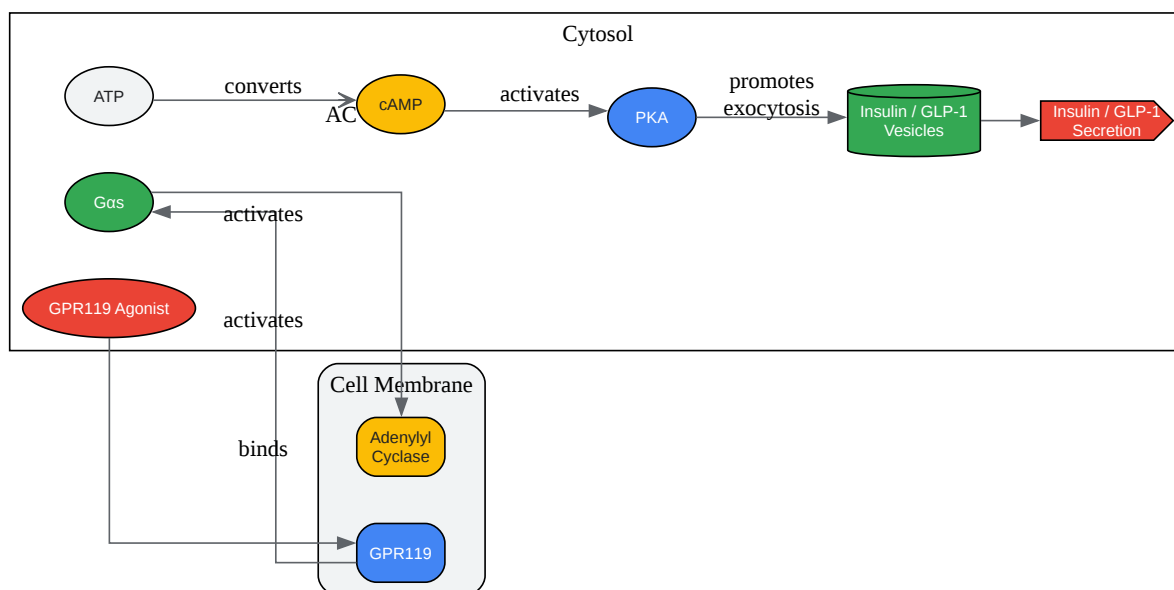 Cytosol
ATP
converts
AC
cAMP
activates
PKA
promotes
exocytosis
Insulin / GLP-1
Vesicles
Insulin / GLP-1
Secretion
Gαs
activates
GPR119 Agonist
activates
Cell Membrane
Adenylyl
Cyclase
binds
GPR119